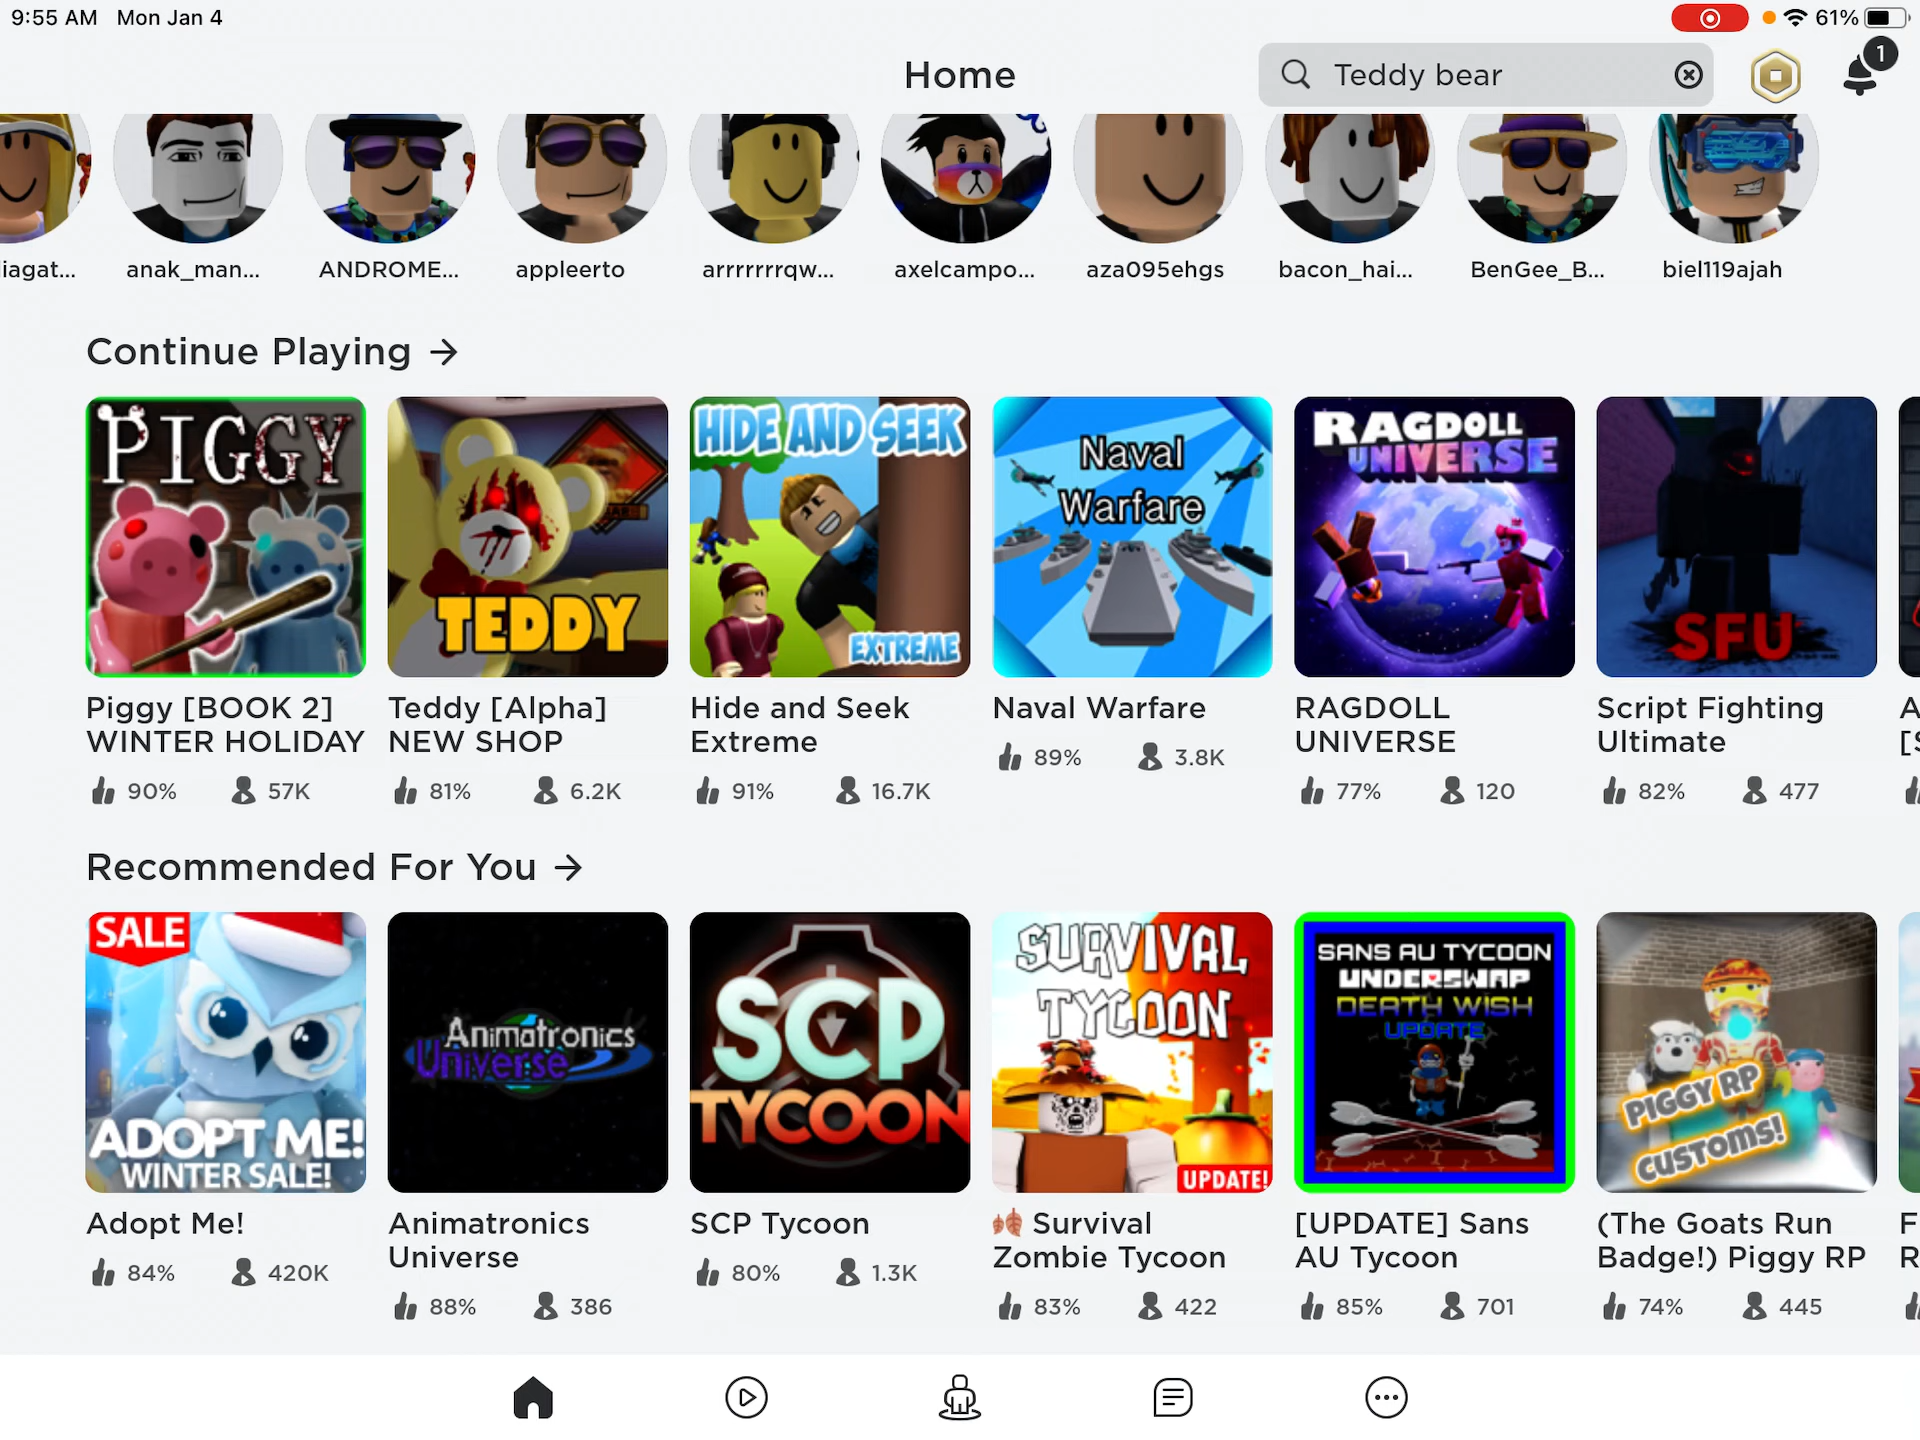 9:55 AM Mon Jan 4
61%
Home
Teddy bear
1
iagat...
anak_man...
ANDROME...
appleerto
arrrrrrrqw...
axelcampo...
aza095ehgs
bacon_hai...
BenGee_B...
biel119ajah
Continue Playing →
PIGGY
TEDDY
HIDE AND SEEK
EXTREME
Naval
Warfare
RAGDOLL
UNIVERSE
SFU
Piggy [BOOK 2]
WINTER HOLIDAY
90% 57K
Teddy [Alpha]
NEW SHOP
81% 6.2K
Hide and Seek
Extreme
91% 16.7K
Naval Warfare
89% 3.8K
RAGDOLL
UNIVERSE
77% 120
Script Fighting
Ultimate
82% 477
Recommended For You →
SALE
ADOPT ME!
WINTER SALE!
Animatronics
Universe
SCP
TYCOON
SURVIVAL
TYCOON
UPDATE!
SANS AU TYCOON
UNDERSWAP
DEATH WISH
UPDATE
PIGGY RP
CUSTOMS!
Adopt Me!
84% 420K
Animatronics
Universe
88% 386
SCP Tycoon
80% 1.3K
Survival
Zombie Tycoon
83% 422
[UPDATE] Sans
AU Tycoon
85% 701
(The Goats Run
Badge!) Piggy RP
74% 445